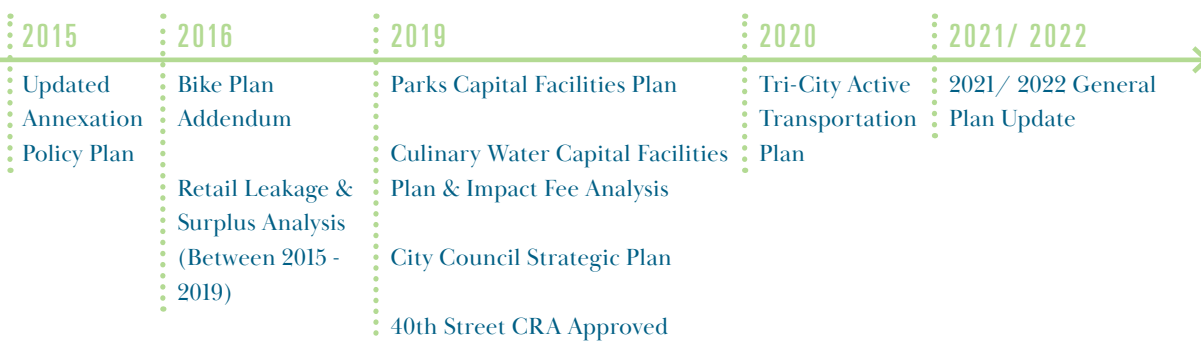 2015
Updated
Annexation
Policy Plan
2016
Bike Plan
Addendum
Retail Leakage &
Surplus Analysis
(Between 2015 -
2019)
2019
Parks Capital Facilities Plan
Culinary Water Capital Facilities
Plan & Impact Fee Analysis
City Council Strategic Plan
40th Street CRA Approved
2020
Tri-City Active
Transportation
Plan
2021/ 2022
2021/ 2022 General
Plan Update